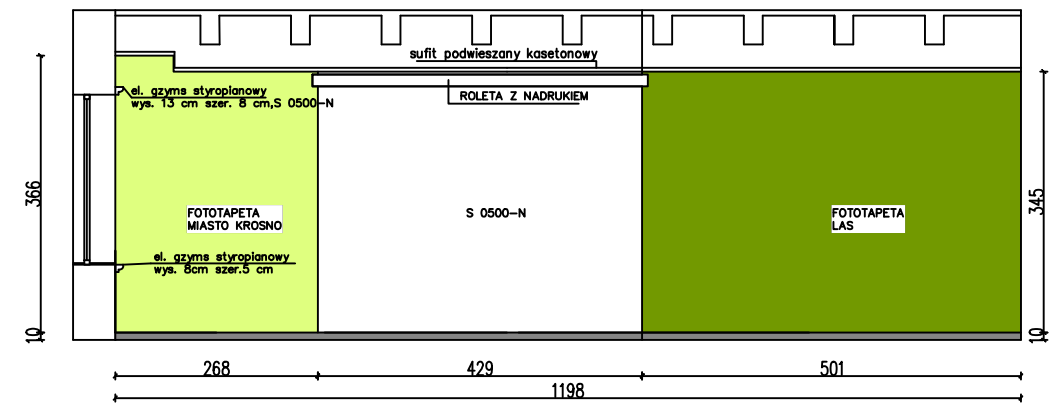 sufit podwieszany kasetonowy
el. gzyms styroplanowy
wys. 13 cm szer. 8 cm,S 0500-N
ROLETA Z NADRUKIEM
366
345
FOTOTAPETA
MIASTO KROSNO
S 0500-N
FOTOTAPETA
LAS
el. gzyms styropianowy
wys. 8cm szer.5 cm
10
10
268
429
501
1198